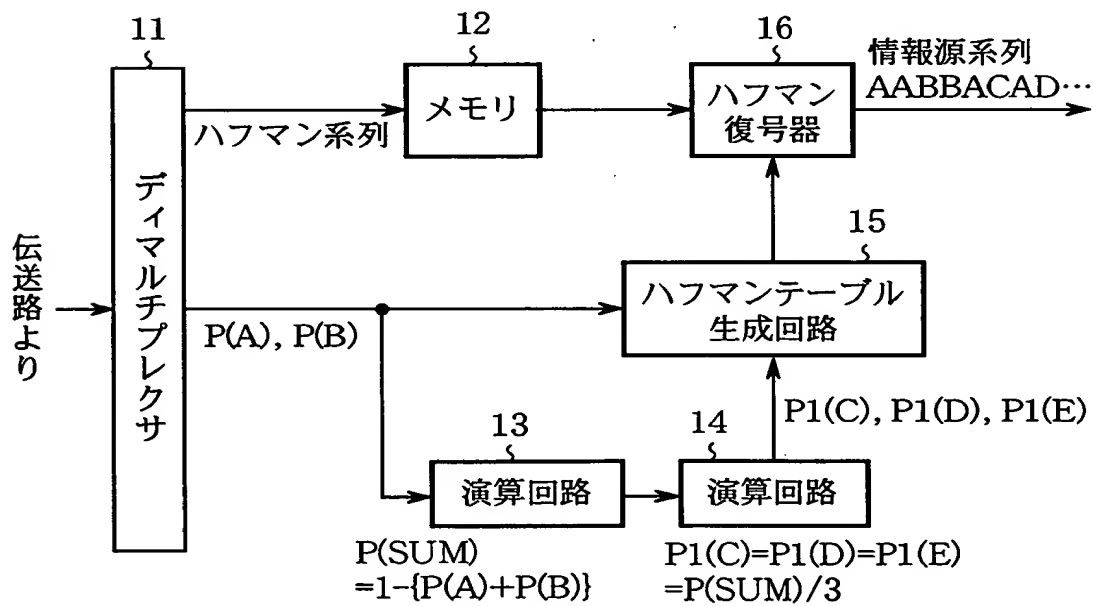 11
12
16
情報源系列
AABBACAD…
メモリ
ハフマン
復号器
ハフマン系列
ディマルチプレクサ
伝送路より
15
ハフマンテーブル
生成回路
P(A), P(B)
P1(C), P1(D), P1(E)
13
14
演算回路
演算回路
P(SUM)
=1-{P(A)+P(B)}
P1(C)=P1(D)=P1(E)
=P(SUM)/3